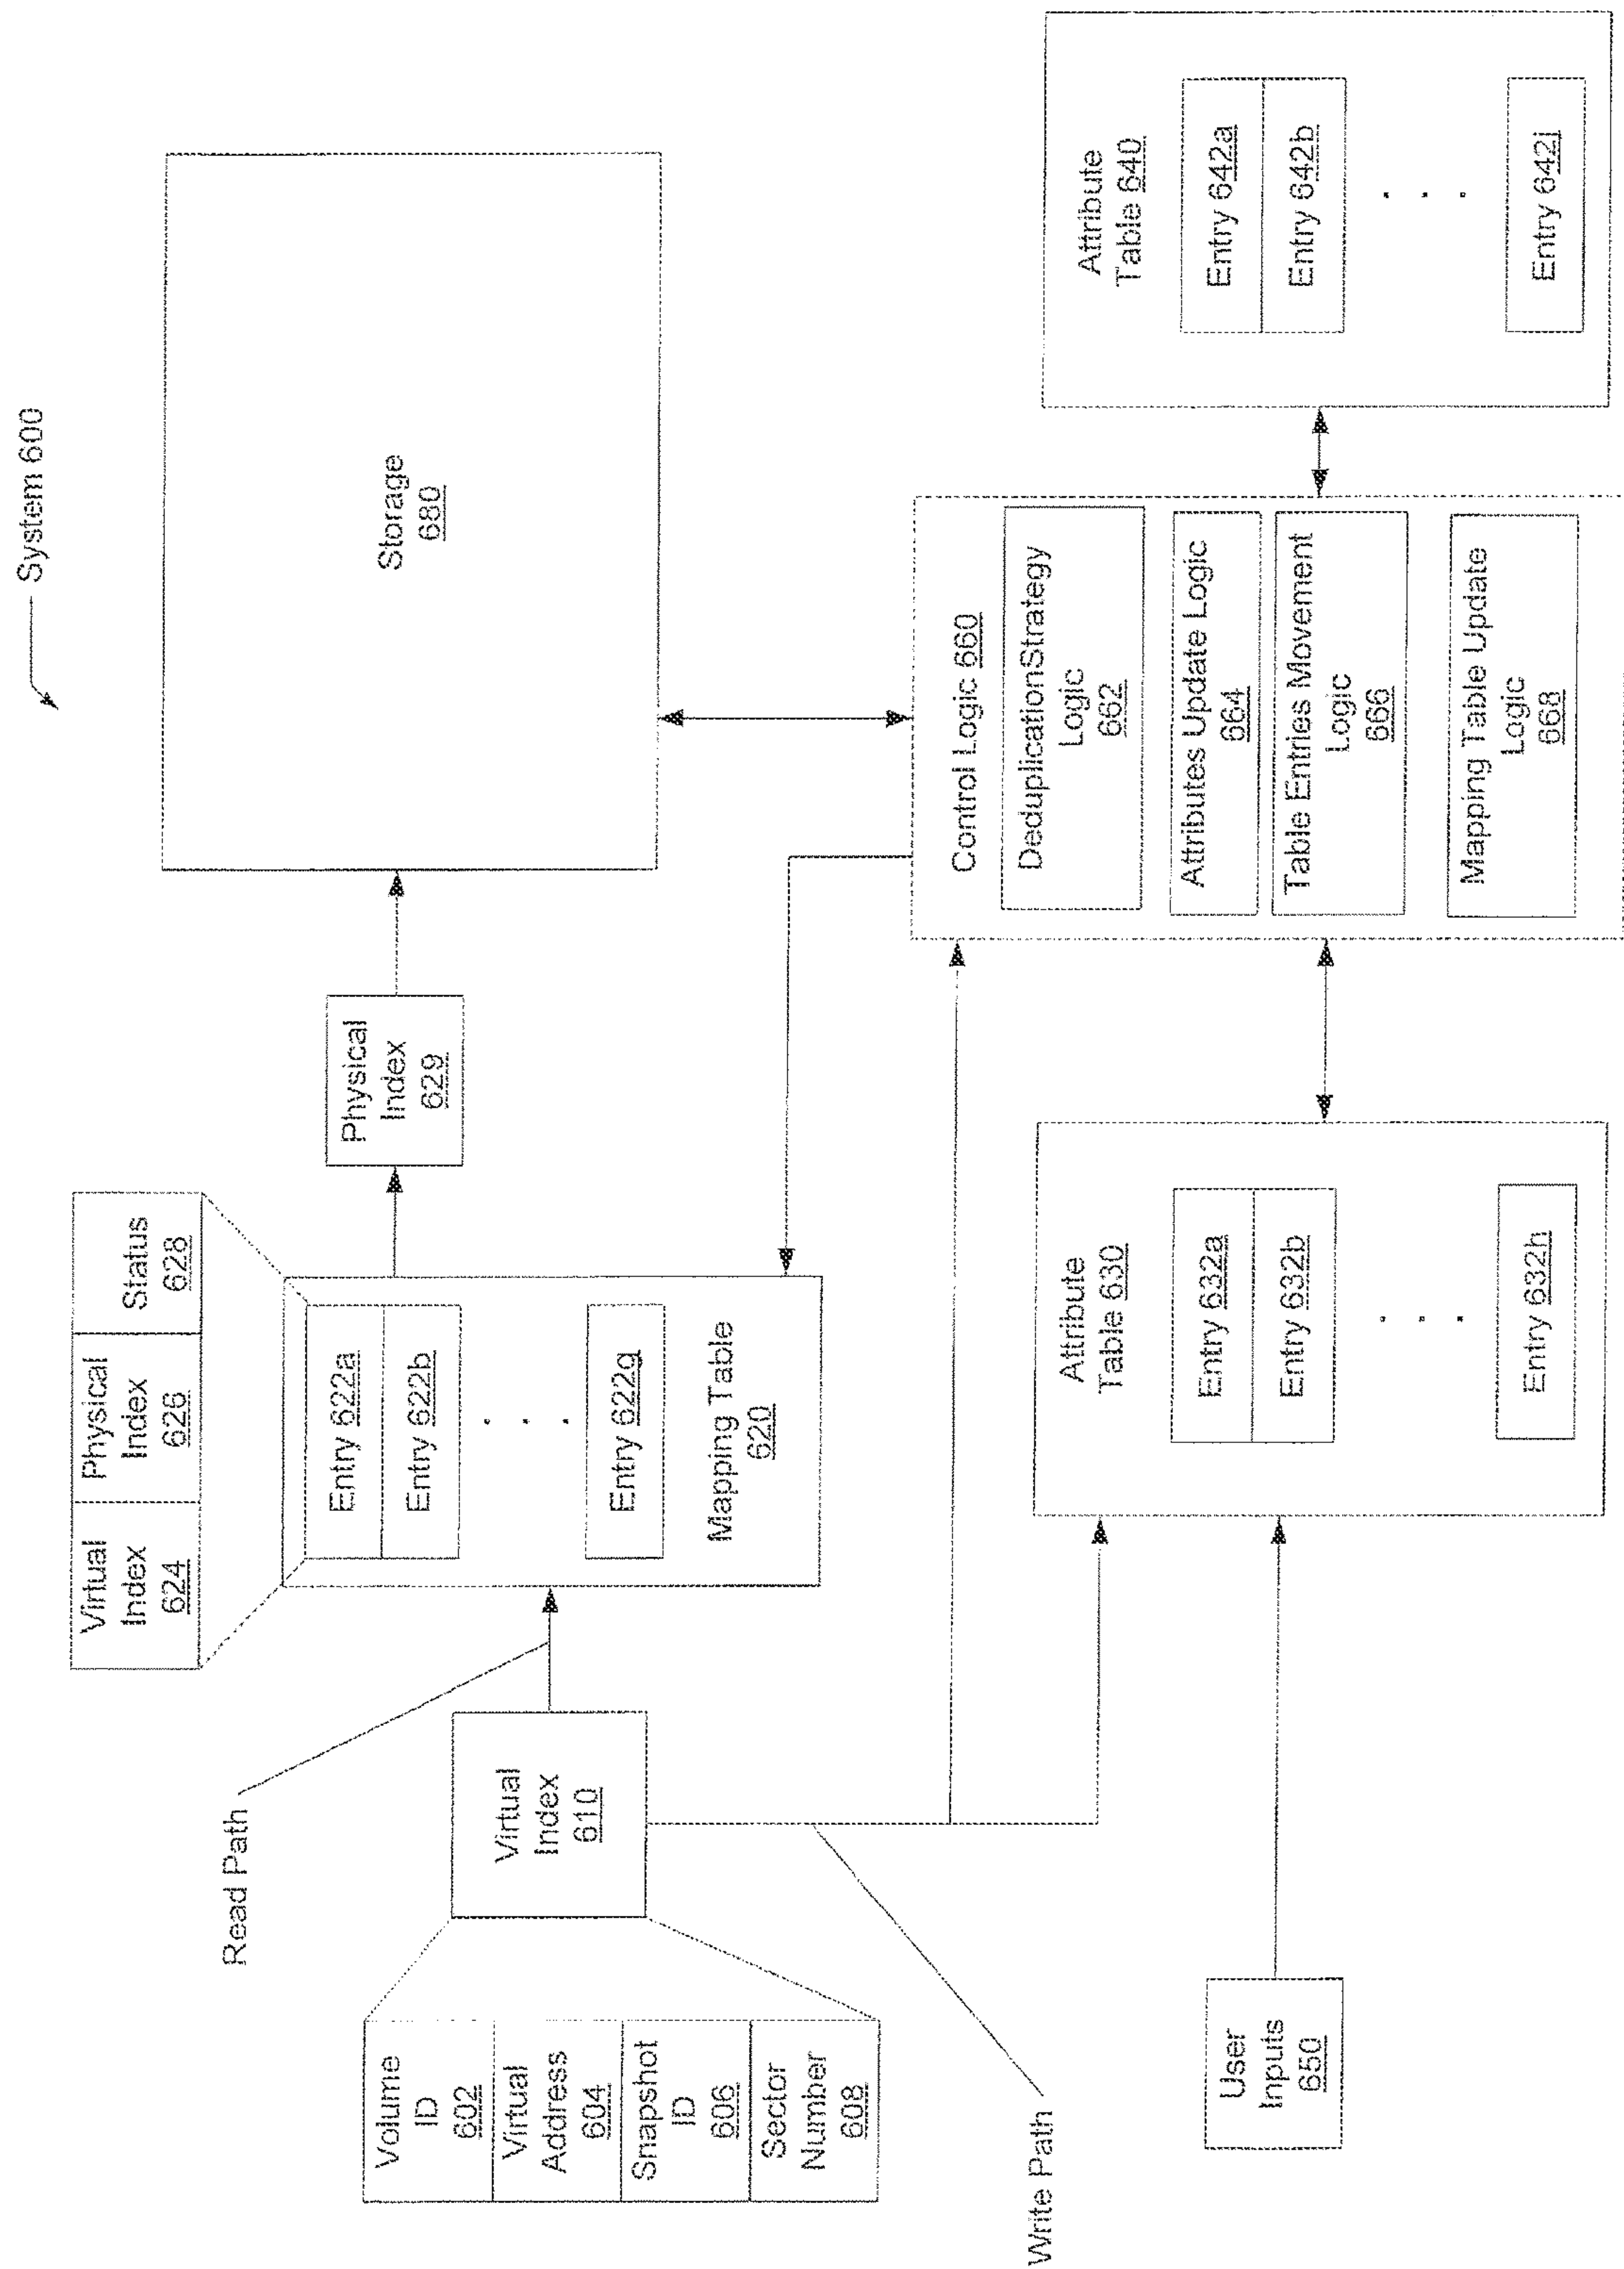 System 600
Virtual
Index
624
Physical
Index
626
Status
628
Read Path
Volume
ID
602
Virtual
Address
604
Snapshot
ID
606
Sector
Number
608
Virtual
Index
610
Entry 622a
Entry 622b
. . .
Entry 622g
Mapping Table
620
Physical
Index
629
Storage
680
Write Path
User
Inputs
650
Attribute
Table 630
Entry 632a
Entry 632b
. . .
Entry 632h
Control Logic 660
DeduplicationStrategy
Logic
662
Attributes Update Logic
664
Table Entries Movement
Logic
666
Mapping Table Update
Logic
668
Attribute
Table 640
Entry 642a
Entry 642b
. . .
Entry 642j